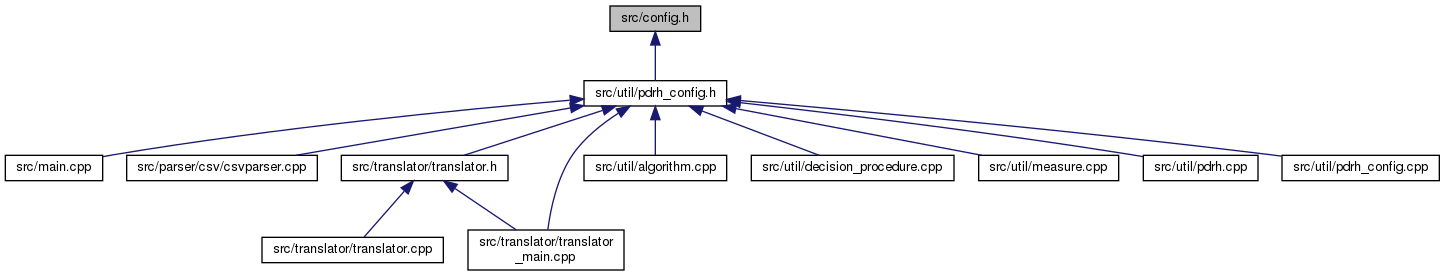 src/config.h
src/util/pdrh_config.h
src/main.cpp
src/parser/csv/csvparser.cpp
src/translator/translator.h
src/util/algorithm.cpp
src/util/decision_procedure.cpp
src/util/measure.cpp
src/util/pdrh.cpp
src/util/pdrh_config.cpp
src/translator/translator.cpp
src/translator/translator
_main.cpp